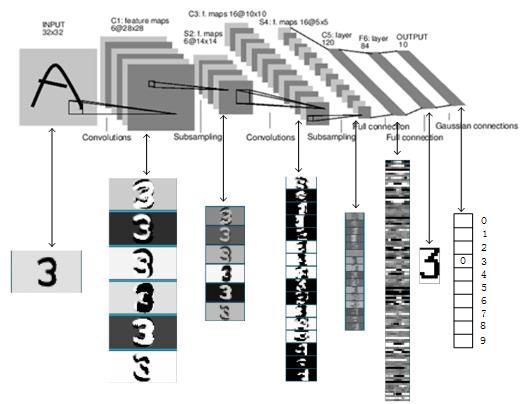 INPUT
32x32
C1: feature maps
6@28x28
S2: f. maps
6@14x14
C3: f. maps 16@10x10
S4: f. maps 16@5x5
C5: layer
120
F6: layer
84
OUTPUT
10
A
Convolutions
Subsampling
Convolutions
Subsampling
Full connection
Full connection
Gaussian connections
3
3
3
3
3
3
3
3
0
0
1
2
3
4
5
6
7
8
9